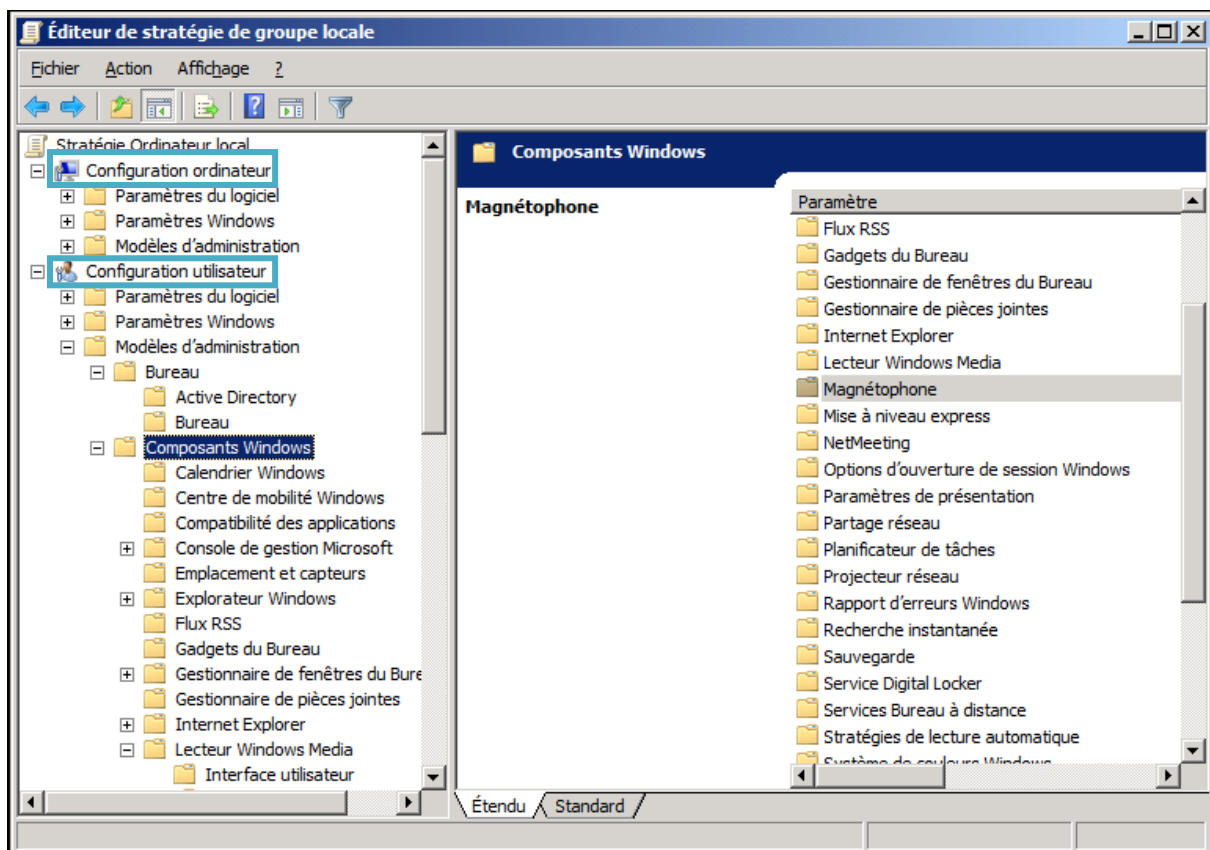 Éditeur de stratégie de groupe locale
Fichier Action Affichage ?
Stratégie Ordinateur local
Configuration ordinateur
Paramètres du logiciel
Paramètres Windows
Modèles d'administration
Configuration utilisateur
Paramètres du logiciel
Paramètres Windows
Modèles d'administration
Bureau
Active Directory
Bureau
Composants Windows
Calendrier Windows
Centre de mobilité Windows
Compatibilité des applications
Console de gestion Microsoft
Emplacement et capteurs
Explorateur Windows
Flux RSS
Gadgets du Bureau
Gestionnaire de fenêtres du Bure
Gestionnaire de pièces jointes
Internet Explorer
Lecteur Windows Media
Interface utilisateur
Composants Windows
Magnétophone
Paramètre
Flux RSS
Gadgets du Bureau
Gestionnaire de fenêtres du Bureau
Gestionnaire de pièces jointes
Internet Explorer
Lecteur Windows Media
Magnétophone
Mise à niveau express
NetMeeting
Options d'ouverture de session Windows
Paramètres de présentation
Partage réseau
Planificateur de tâches
Projecteur réseau
Rapport d'erreurs Windows
Recherche instantanée
Sauvegarde
Service Digital Locker
Services Bureau à distance
Stratégies de lecture automatique
Système de couleurs Windows
Étendu Standard